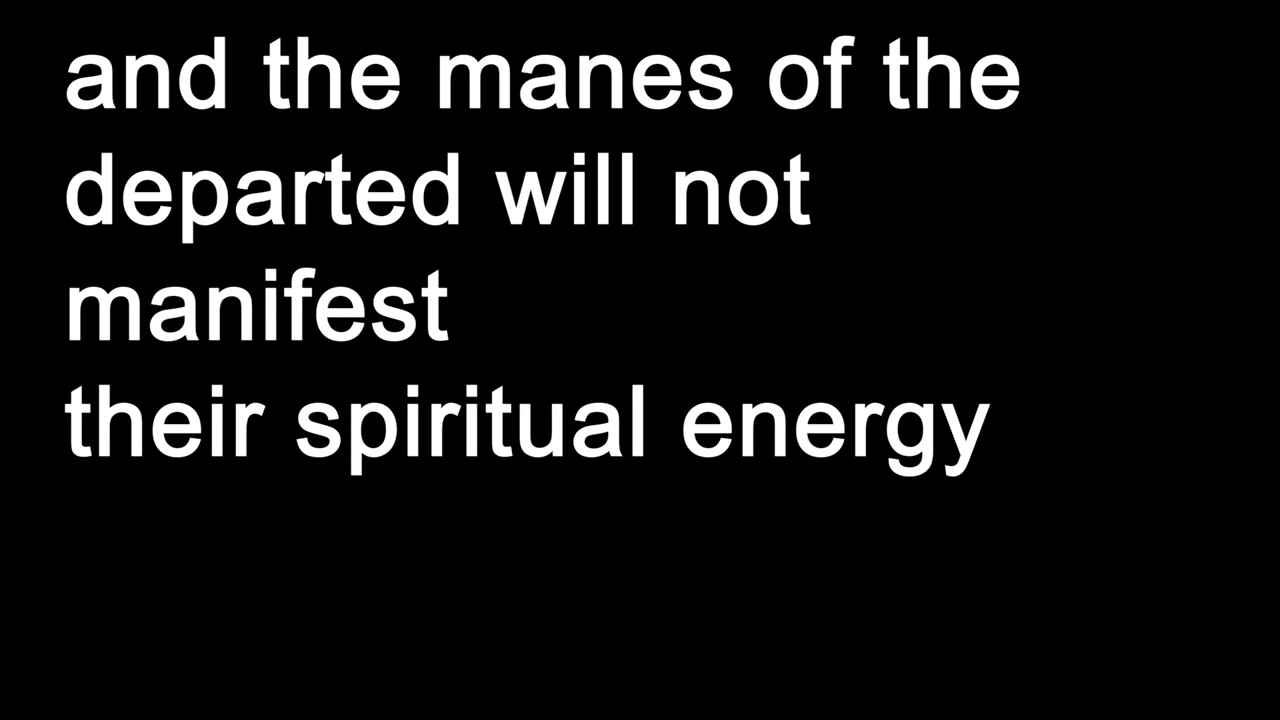 and the manes of the
departed will not
manifest
their spiritual energy